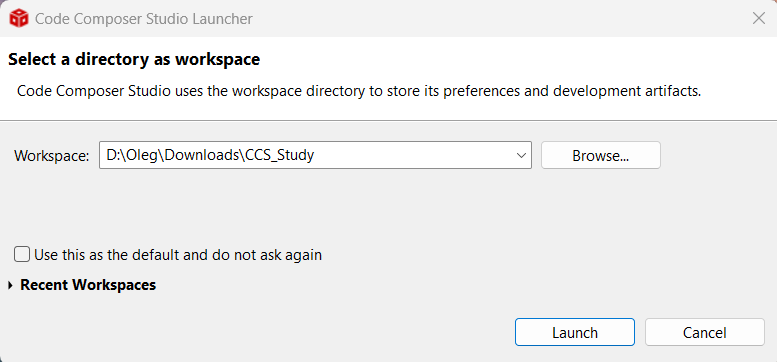 Code Composer Studio Launcher
Select a directory as workspace
Code Composer Studio uses the workspace directory to store its preferences and development artifacts.
Workspace: D:\Oleg\Downloads\CCS_Study Browse...
Use this as the default and do not ask again
Recent Workspaces
Launch Cancel